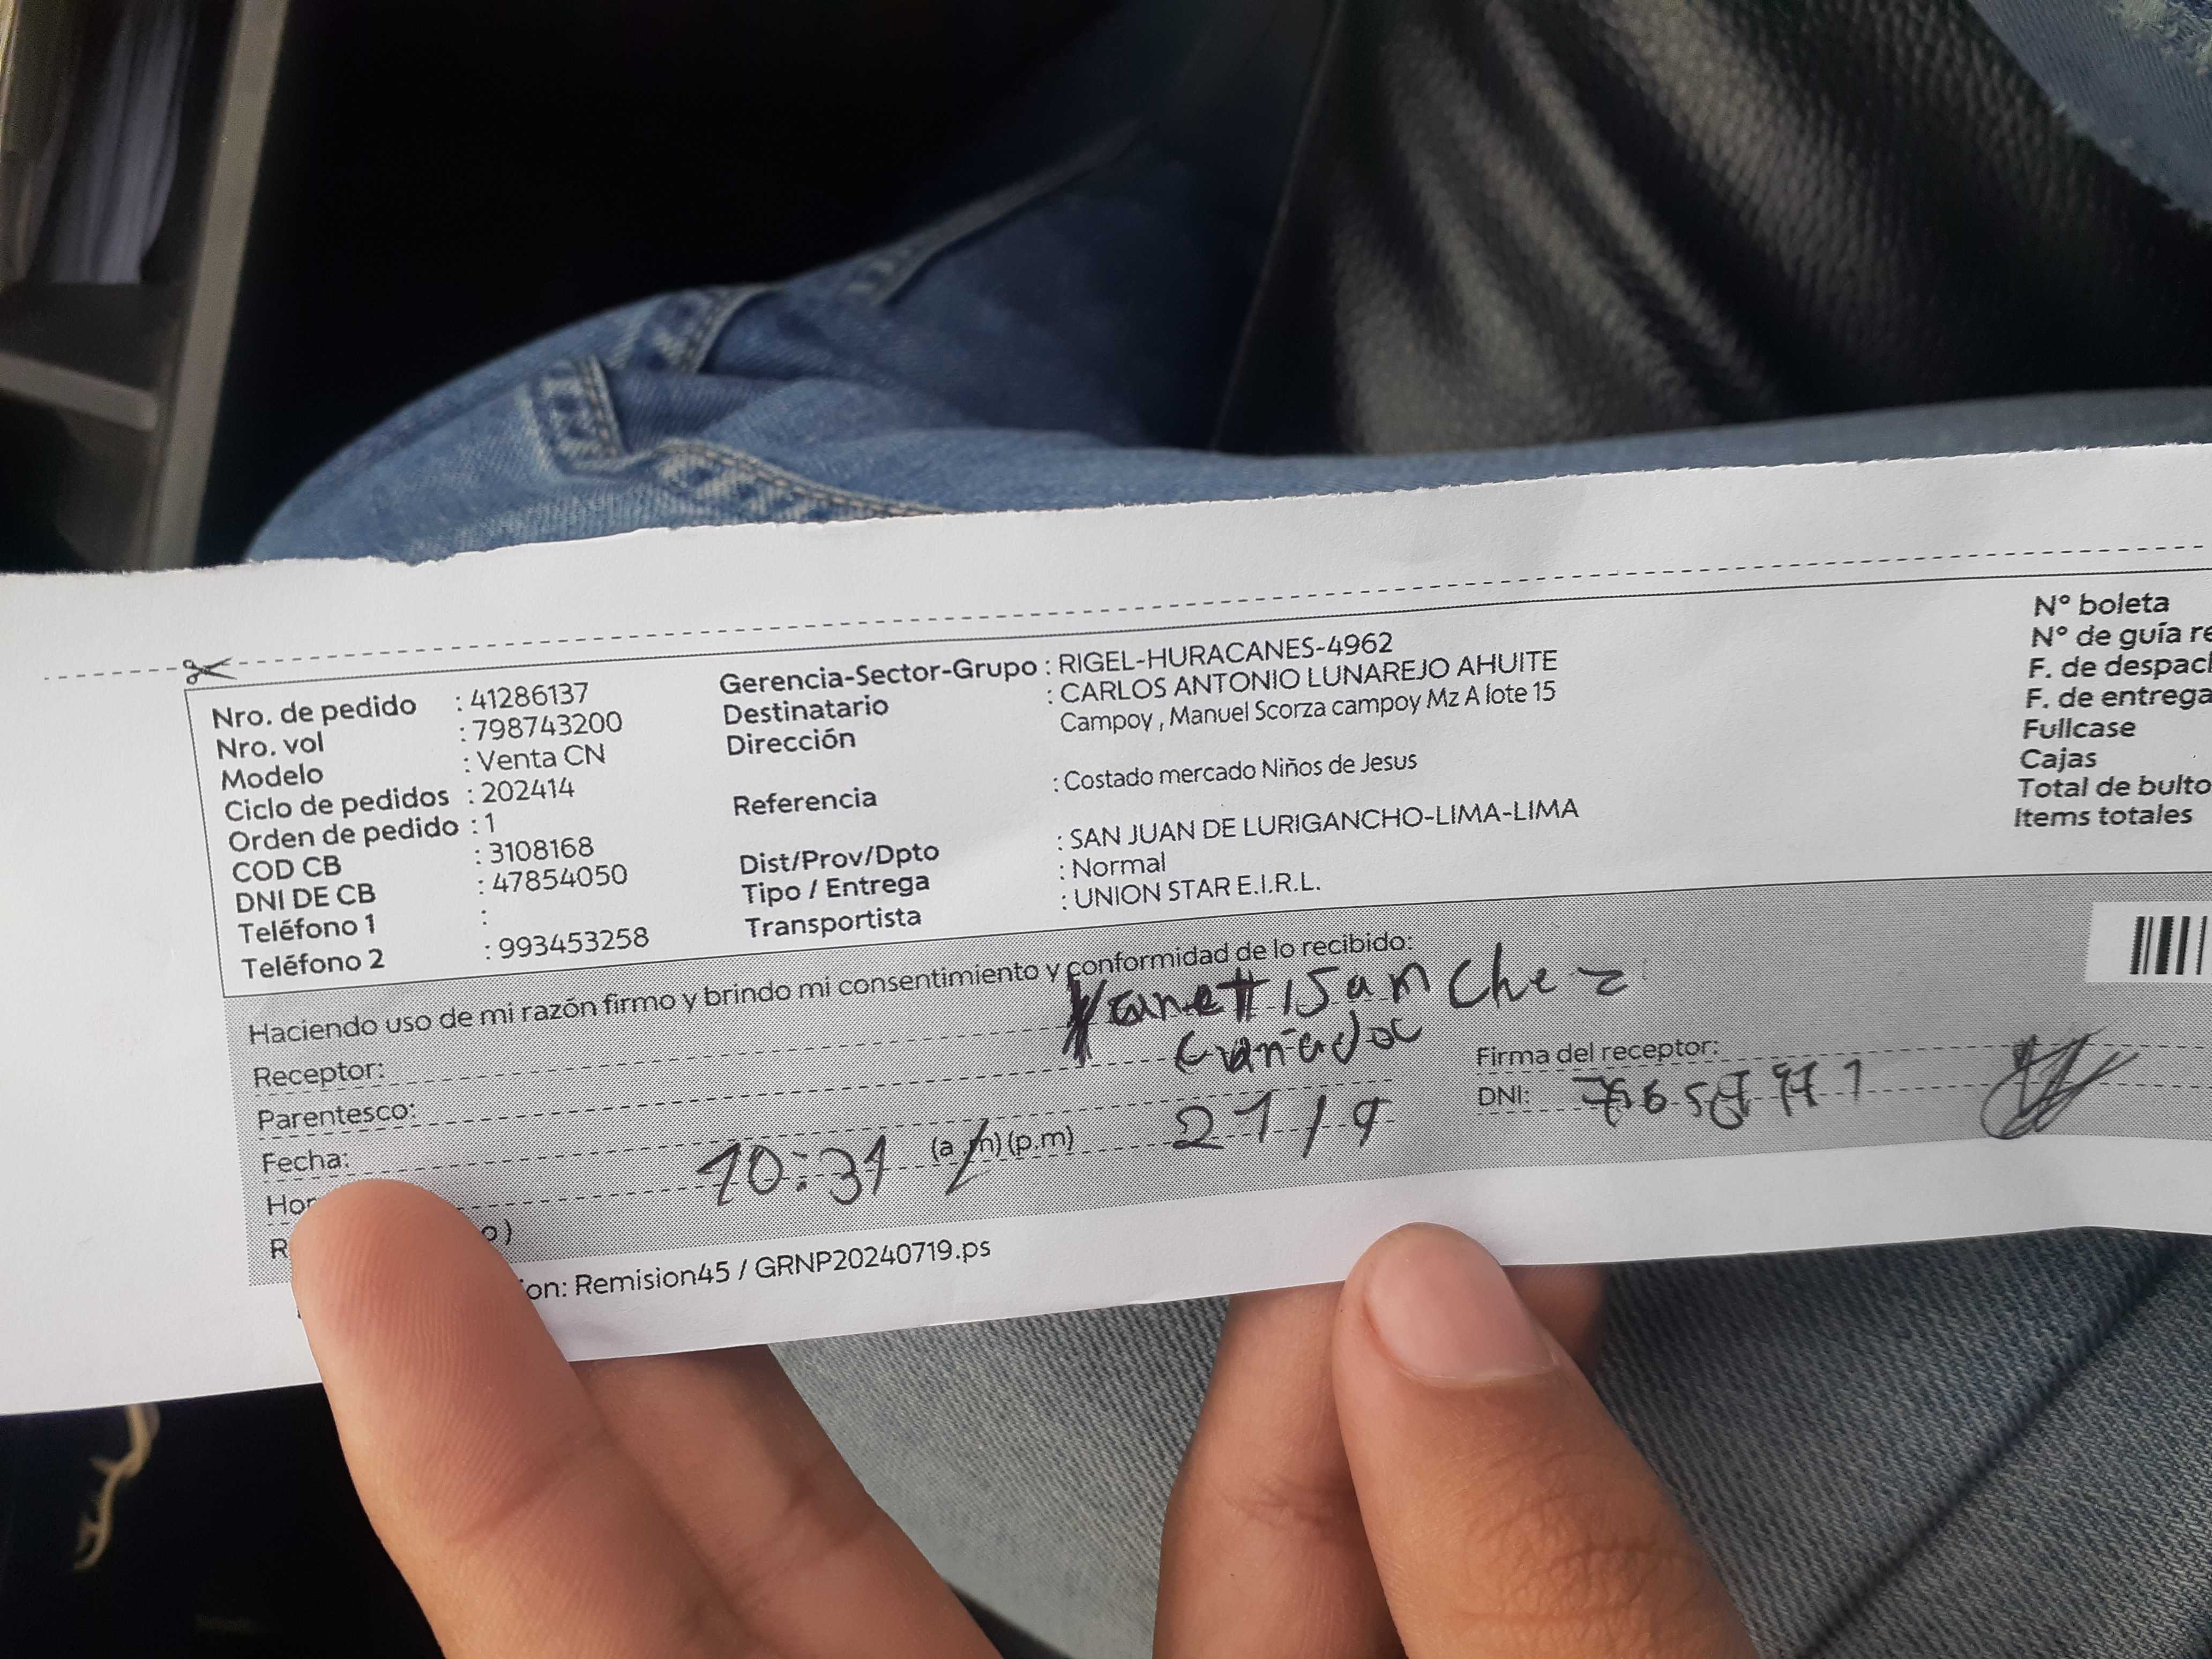 Nro. de pedido : 41286137
Nro. vol : 798743200
Modelo : Venta CN
Ciclo de pedidos : 202414
Orden de pedido : 1
COD CB : 3108168
DNI DE CB : 47854050
Teléfono 1 :
Teléfono 2 : 993453258
Gerencia-Sector-Grupo : RIGEL-HURACANES-4962
Destinatario : CARLOS ANTONIO LUNAREJO AHUITE
Dirección Campoy , Manuel Scorza campoy Mz A lote 15
Referencia : Costado mercado Niños de Jesus
Dist/Prov/Dpto : SAN JUAN DE LURIGANCHO-LIMA-LIMA
Tipo / Entrega : Normal
Transportista : UNION STAR E.I.R.L.
N° boleta
N° de guía
F. de despac
F. de entrega
Fullcase
Cajas
Total de bulto
Items totales
Haciendo uso de mi razón firmo y brindo mi consentimiento y conformidad de lo recibido:
Receptor: Sanchez
Parentesco:
Fecha: 10:31 (a.m) (p.m)
Firma del receptor:
DNI:
Remision45 / GRNP20240719.ps